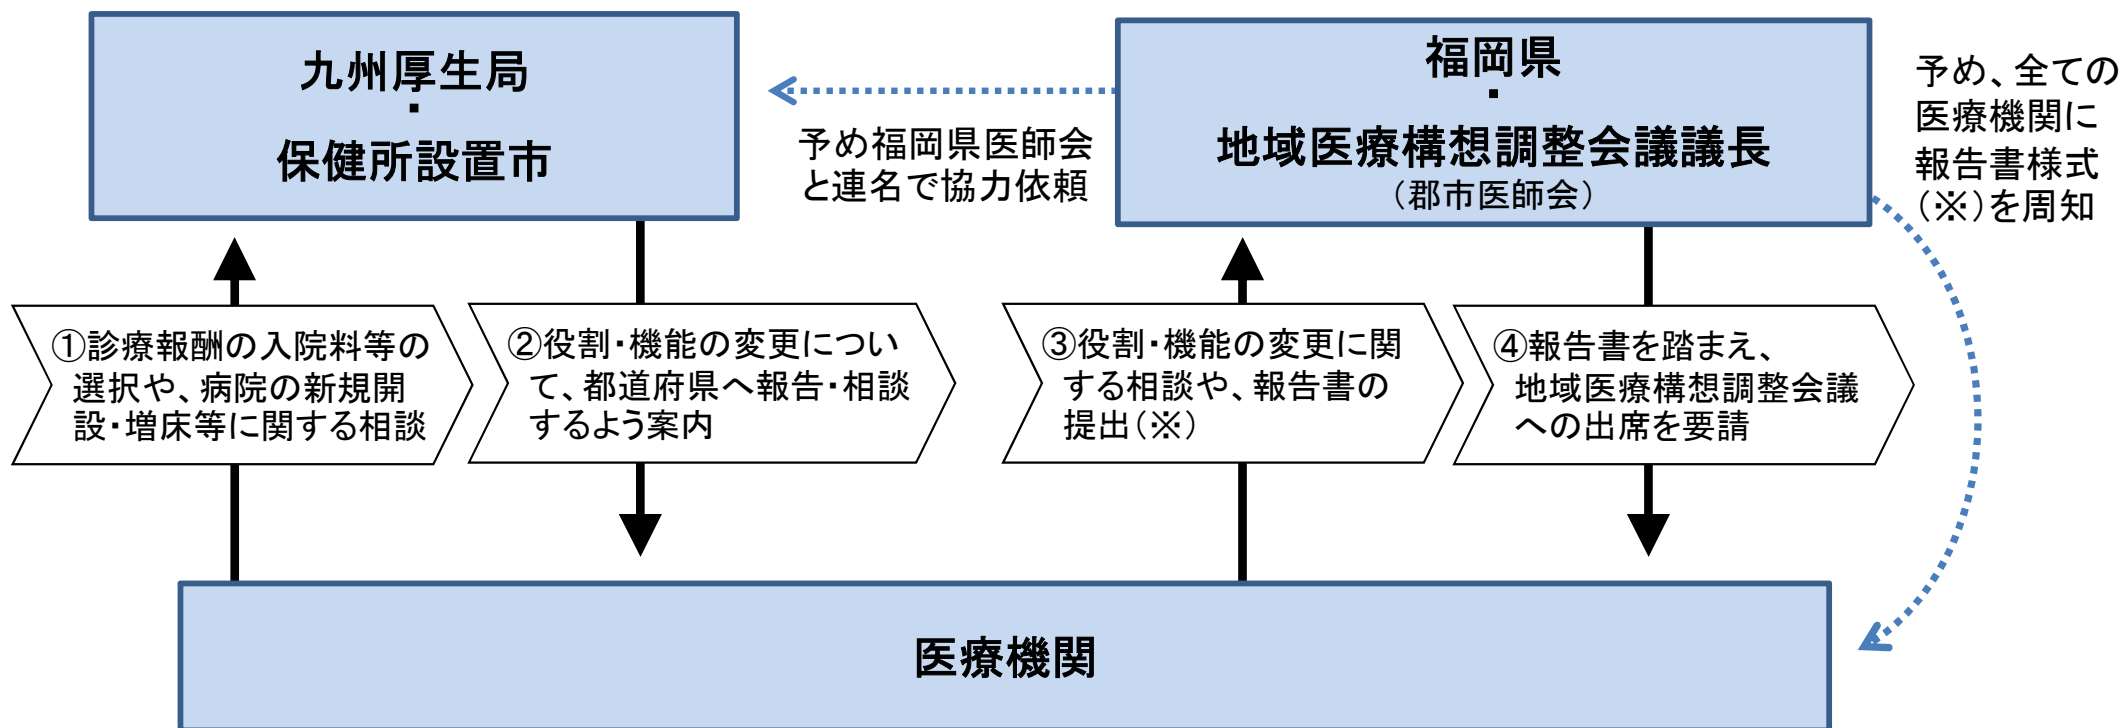 九州厚生局
・
保健所設置市
福岡県
・
地域医療構想調整会議議長
（郡市医師会）
予め福岡県医師会
と連名で協力依頼
予め、全ての
医療機関に
報告書様式
（※）を周知
①診療報酬の入院料等の
選択や、病院の新規開
設・増床等に関する相談
②役割・機能の変更につい
て、都道府県へ報告・相談
するよう案内
③役割・機能の変更に関
する相談や、報告書の
提出（※）
④報告書を踏まえ、
地域医療構想調整会議
への出席を要請
医療機関